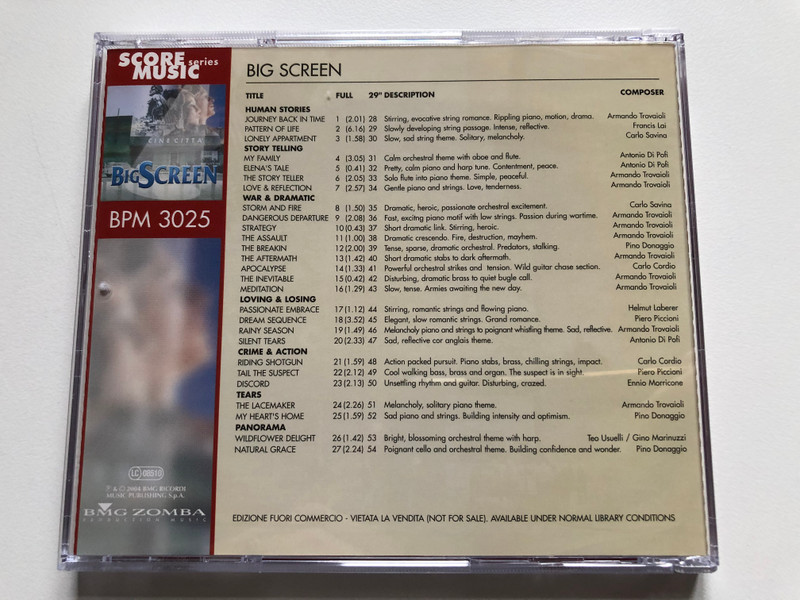 SCORE MUSIC series
CINE CITTA
BIGSCREEN
BPM 3025
LC 06510
℗ & © 2004 BMG RICORDI
MUSIC PUBLISHING S.p.A.
BMG ZOMBA
PRODUCTION MUSIC
BIG SCREEN
TITLE FULL 29" DESCRIPTION COMPOSER
HUMAN STORIES
JOURNEY BACK IN TIME 1 (2.01) 28 Stirring, evocative string romance. Rippling piano, motion, drama. Armando Trovaioli
PATTERN OF LIFE 2 (6.16) 29 Slowly developing string passage. Intense, reflective. Francis Lai
LONELY APPARTMENT 3 (1.58) 30 Slow, sad string theme. Solitary, melancholy. Carlo Savina
STORY TELLING
MY FAMILY 4 (3.05) 31 Calm orchestral theme with oboe and flute. Antonio Di Pofi
ELENA'S TALE 5 (0.41) 32 Pretty, calm piano and harp tune. Contentment, peace. Antonio Di Pofi
THE STORY TELLER 6 (2.05) 33 Solo flute into piano theme. Simple, peaceful. Armando Trovaioli
LOVE & REFLECTION 7 (2.57) 34 Gentle piano and strings. Love, tenderness. Armando Trovaioli
WAR & DRAMATIC
STORM AND FIRE 8 (1.50) 35 Dramatic, heroic, passionate orchestral excitement. Carlo Savina
DANGEROUS DEPARTURE 9 (2.08) 36 Fast, excitng piano motif with low strings. Passion during wartime. Armando Trovaioli
STRATEGY 10 (0.43) 37 Short dramatic link. Stirring, heroic. Armando Trovaioli
THE ASSAULT 11 (1.00) 38 Dramatic crescendo. Fire, destruction, mayhem. Armando Trovaioli
THE BREAKIN 12 (2.00) 39 Tense, sparse, dramatic orchestral. Predators, stalking. Pino Donaggio
THE AFTERMATH 13 (1.42) 40 Short dramatic stabs to dark aftermath. Armando Trovaioli
APOCALYPSE 14 (1.33) 41 Powerful orchestral strikes and tension. Wild guitar chase section. Carlo Cordio
THE INEVITABLE 15 (0.42) 42 Disturbing, dramatic brass to quiet bugle call. Armando Trovaioli
MEDITATION 16 (1.29) 43 Slow, tense. Armies awaiting the new day. Armando Trovaioli
LOVING & LOSING
PASSIONATE EMBRACE 17 (1.12) 44 Stirring, romantic strings and flowing piano. Helmut Laberer
DREAM SEQUENCE 18 (3.52) 45 Elegant, slow romantic strings. Grand romance. Piero Piccioni
RAINY SEASON 19 (1.49) 46 Melancholy piano and strings to poignant whistling theme. Sad, reflective. Armando Trovaioli
SILENT TEARS 20 (2.33) 47 Sad, reflective cor anglais theme. Antonio Di Pofi
CRIME & ACTION
RIDING SHOTGUN 21 (1.59) 48 Action packed pursuit. Piano stabs, brass, chilling strings, impact. Carlo Cordio
TAIL THE SUSPECT 22 (2.12) 49 Cool walking bass, brass and organ. The suspect is in sight. Piero Piccioni
DISCORD 23 (2.13) 50 Unsettling rhythm and guitar. Disturbing, crazed. Ennio Morricone
TEARS
THE LACEMAKER 24 (2.26) 51 Melancholy, solitary piano theme. Armando Trovaioli
MY HEART'S HOME 25 (1.59) 52 Sad piano and strings. Building intensity and optimism. Pino Donaggio
PANORAMA
WILDFLOWER DELIGHT 26 (1.42) 53 Bright, blossoming orchestral theme with harp. Teo Usuelli / Gino Marinuzzi
NATURAL GRACE 27 (2.24) 54 Poignant cello and orchestral theme. Building confidence and wonder. Pino Donaggio
EDIZIONE FUORI COMMERCIO - VIETATA LA VENDITA (NOT FOR SALE). AVAILABLE UNDER NORMAL LIBRARY CONDITIONS